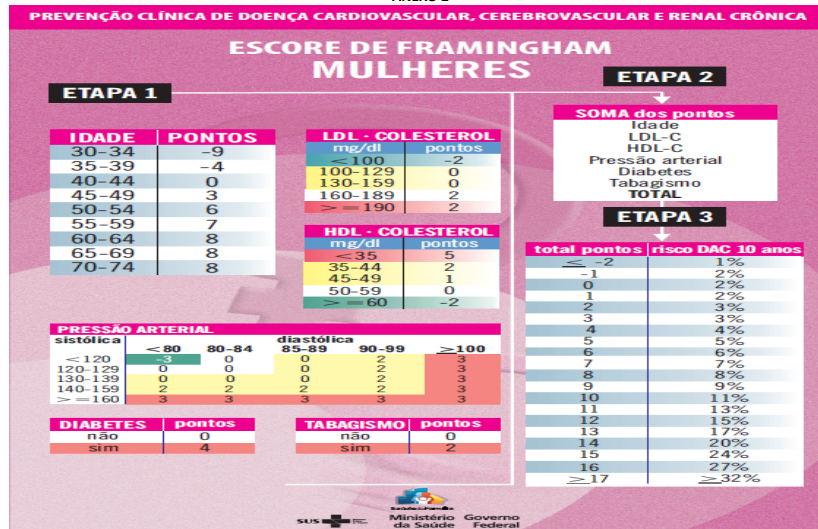 PREVENÇÃO CLÍNICA DE DOENÇA CARDIOVASCULAR, CEREBROVASCULAR E RENAL CRÔNICA
ESCORE DE FRAMINGHAM
MULHERES
ETAPA 1
IDADE PONTOS
30-34 -9
35-39 -4
40-44 0
45-49 3
50-54 6
55-59 7
60-64 8
65-69 8
70-74 8
LDL - COLESTEROL
mg/dl pontos
<100 -2
100-129 0
130-159 0
160-189 2
>=190 2
HDL - COLESTEROL
mg/dl pontos
<35 5
35-44 2
45-49 1
50-59 0
>=60 -2
PRESSÃO ARTERIAL
sistólica diastólica
<80 80-84 85-89 90-99 ≥100
<120 -3 0 0 2 3
120-129 0 0 0 2 3
130-139 0 0 0 2 3
140-159 2 2 2 2 3
>=160 3 3 3 3 3
DIABETES pontos
não 0
sim 4
TABAGISMO pontos
não 0
sim 2
ETAPA 2
SOMA dos pontos
Idade
LDL-C
HDL-C
Pressão arterial
Diabetes
Tabagismo
TOTAL
ETAPA 3
total pontos risco DAC 10 anos
≤ -2 1%
-1 2%
0 2%
1 2%
2 3%
3 3%
4 4%
5 5%
6 6%
7 7%
8 8%
9 9%
10 11%
11 13%
12 15%
13 17%
14 20%
15 24%
16 27%
≥17 ≥32%
SUS
Saúde da Família
Ministério da Saúde
Governo Federal